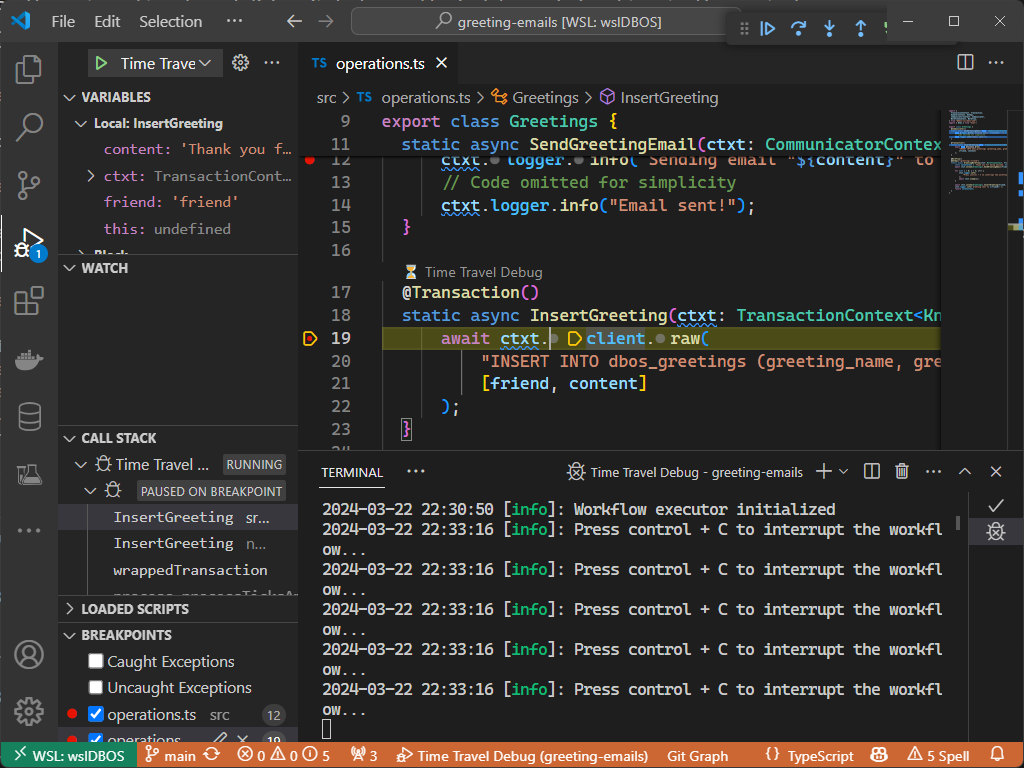 File Edit Selection ··· greeting-emails [WSL: wslDBOS]
Time Trave
TS operations.ts
VARIABLES
Local: InsertGreeting
content: 'Thank you f…
ctxt: TransactionCont…
friend: 'friend'
this: undefined
Block
WATCH
CALL STACK
Time Travel ... RUNNING
PAUSED ON BREAKPOINT
InsertGreeting sr...
InsertGreeting n...
wrappedTransaction
LOADED SCRIPTS
BREAKPOINTS
Caught Exceptions
Uncaught Exceptions
operations.ts src 12
operations... 19
1
src > TS operations.ts > Greetings > InsertGreeting
9 export class Greetings {
11 static async SendGreetingEmail(ctxt: CommunicatorContex
12 ctxt.logger.info(`Sending email "${content}" to
13 // Code omitted for simplicity
14 ctxt.logger.info("Email sent!");
15 }
16
⌛ Time Travel Debug
17 @Transaction()
18 static async InsertGreeting(ctxt: TransactionContext<Kn
19 await ctxt.client.raw(
20 "INSERT INTO dbos_greetings (greeting_name, gre
21 [friend, content]
22 );
23 }
TERMINAL ··· Time Travel Debug - greeting-emails
2024-03-22 22:30:50 [info]: Workflow executor initialized
2024-03-22 22:33:16 [info]: Press control + C to interrupt the workfl
ow...
2024-03-22 22:33:16 [info]: Press control + C to interrupt the workfl
ow...
2024-03-22 22:33:16 [info]: Press control + C to interrupt the workfl
ow...
2024-03-22 22:33:16 [info]: Press control + C to interrupt the workfl
ow...
2024-03-22 22:33:16 [info]: Press control + C to interrupt the workfl
ow...
WSL: wslDBOS main 0 0 5 3 Time Travel Debug (greeting-emails) Git Graph {} TypeScript 5 Spell